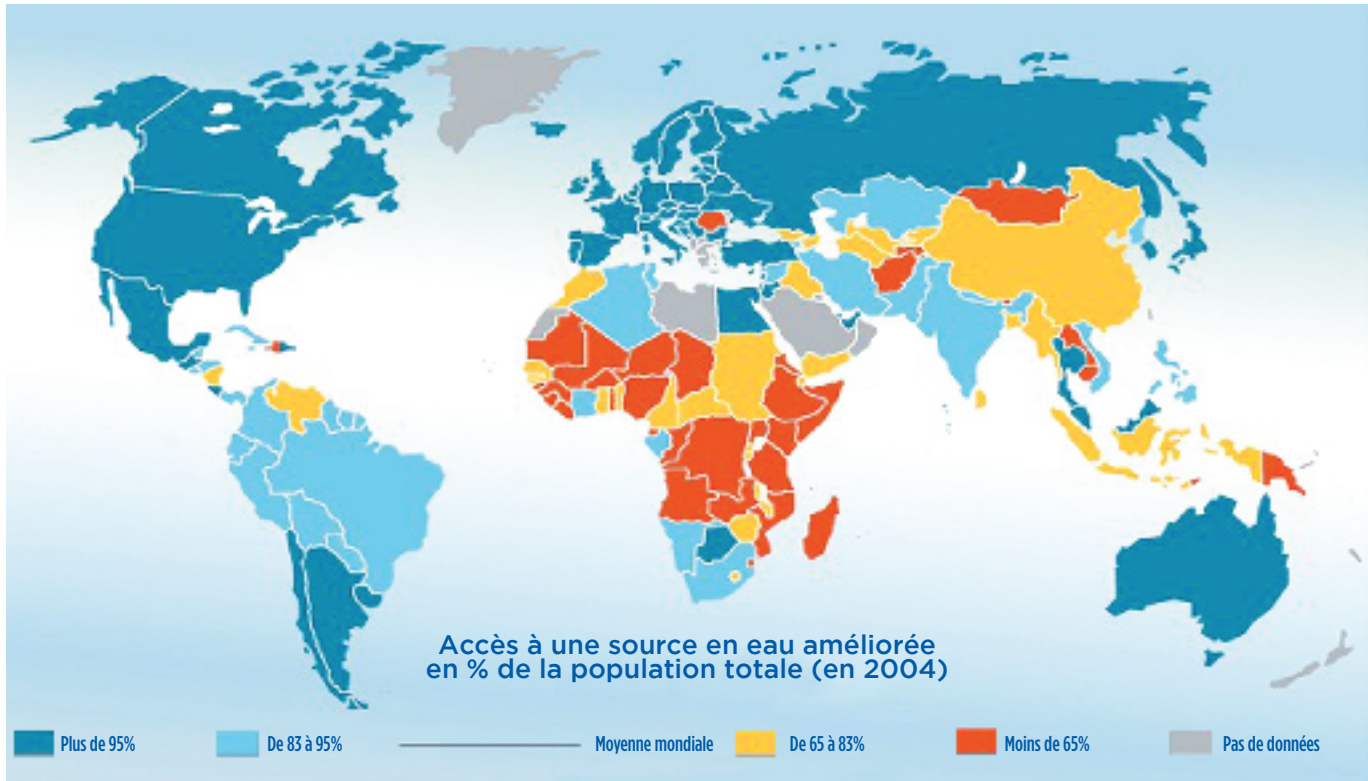 Accès à une source en eau améliorée
en % de la population totale (en 2004)
Plus de 95%
De 83 à 95%
Moyenne mondiale
De 65 à 83%
Moins de 65%
Pas de données